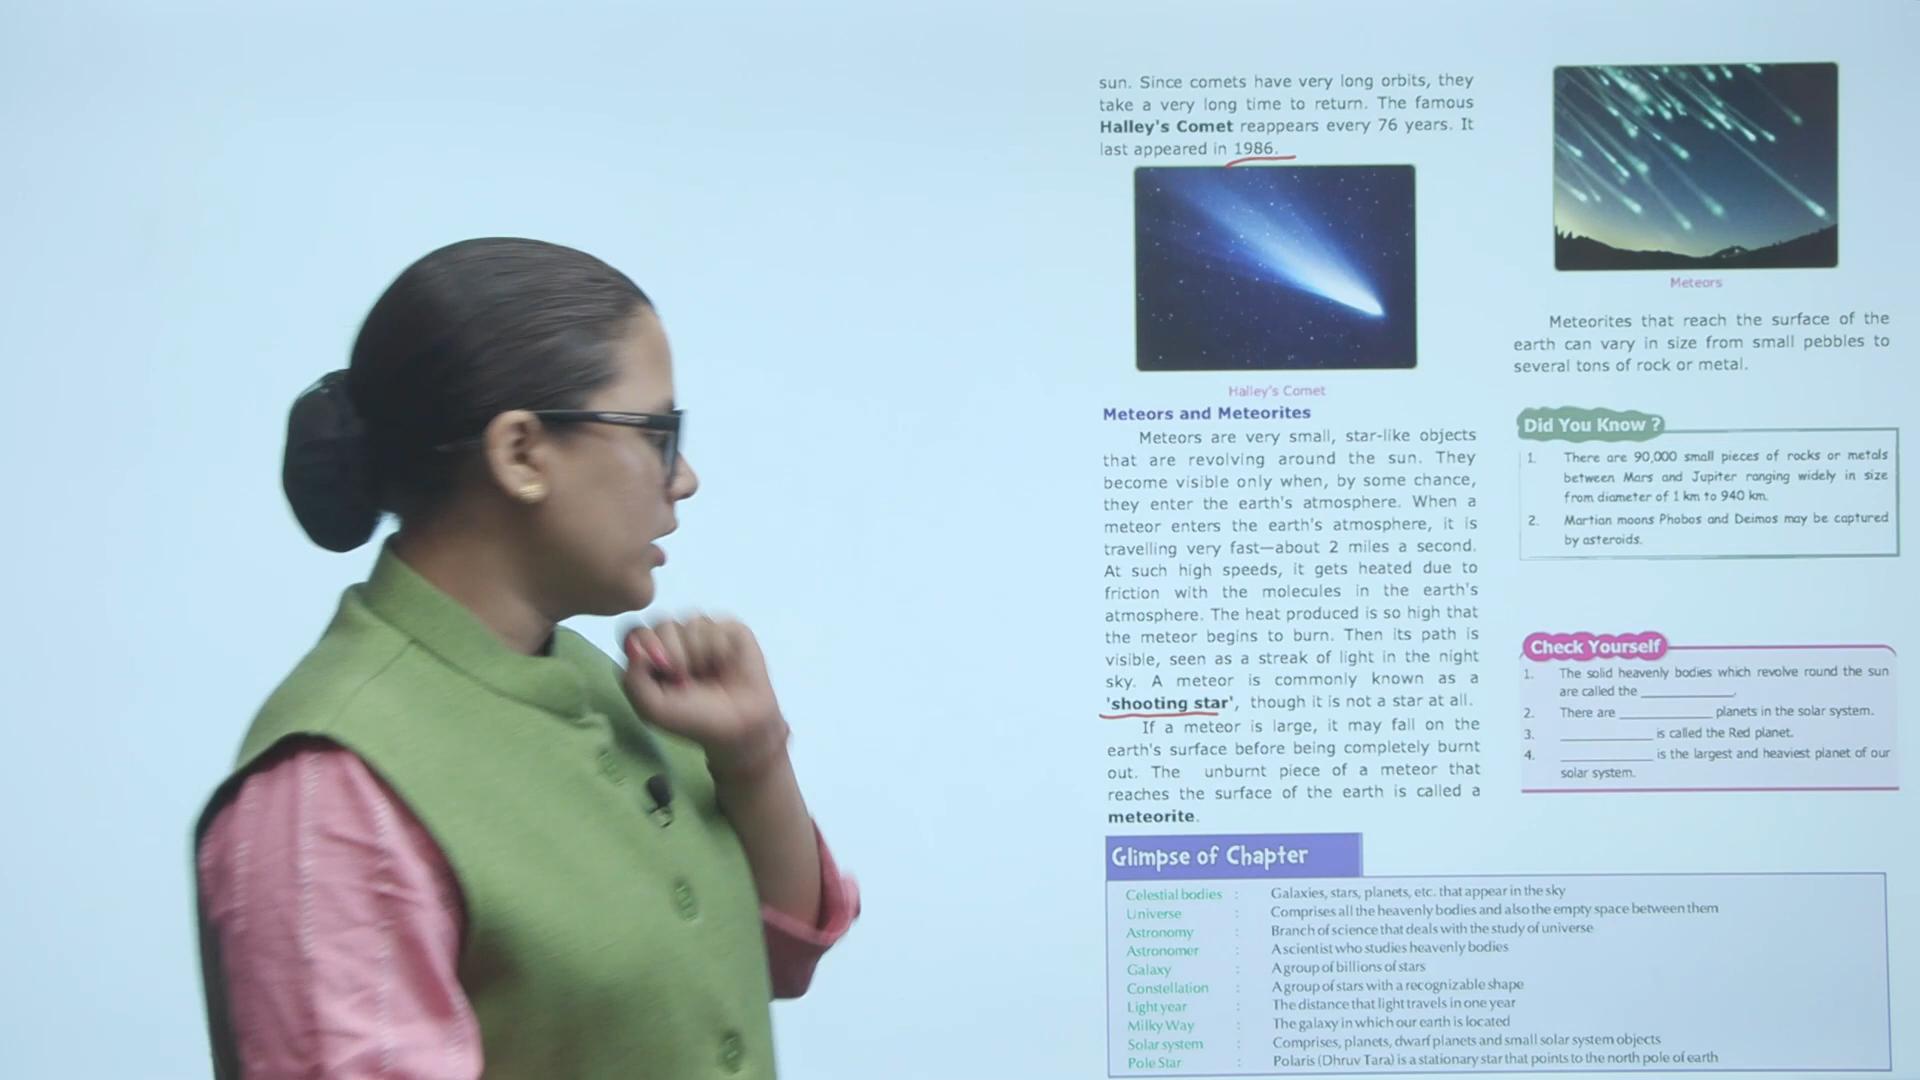 sun. Since comets have very long orbits, they
take a very long time to return. The famous
Halley's Comet reappears every 76 years. It
last appeared in 1986.
Halley's Comet
Meteors and Meteorites
Meteors are very small, star-like objects
that are revolving around the sun. They
become visible only when, by some chance,
they enter the earth's atmosphere. When a
meteor enters the earth's atmosphere, it is
travelling very fast—about 2 miles a second.
At such high speeds, it gets heated due to
friction with the molecules in the earth's
atmosphere. The heat produced is so high that
the meteor begins to burn. Then its path is
visible, seen as a streak of light in the night
sky. A meteor is commonly known as a
'shooting star', though it is not a star at all.
If a meteor is large, it may fall on the
earth's surface before being completely burnt
out. The unburnt piece of a meteor that
reaches the surface of the earth is called a
meteorite.
Meteors
Meteorites that reach the surface of the
earth can vary in size from small pebbles to
several tons of rock or metal.
Did You Know ?
1. There are 90,000 small pieces of rocks or metals
between Mars and Jupiter ranging widely in size
from diameter of 1 km to 940 km.
2. Martian moons Phobos and Deimos may be captured
by asteroids.
Check Yourself
1. The solid heavenly bodies which revolve round the sun
are called the ____________.
2. There are ____________ planets in the solar system.
3. ____________ is called the Red planet.
4. ____________ is the largest and heaviest planet of our
solar system.
Glimpse of Chapter
Celestial bodies : Galaxies, stars, planets, etc. that appear in the sky
Universe : Comprises all the heavenly bodies and also the empty space between them
Astronomy : Branch of science that deals with the study of universe
Astronomer : A scientist who studies heavenly bodies
Galaxy : A group of billions of stars
Constellation : A group of stars with a recognizable shape
Light year : The distance that light travels in one year
Milky Way : The galaxy in which our earth is located
Solar system : Comprises, planets, dwarf planets and small solar system objects
Pole Star : Polaris (Dhruv Tara) is a stationary star that points to the north pole of earth